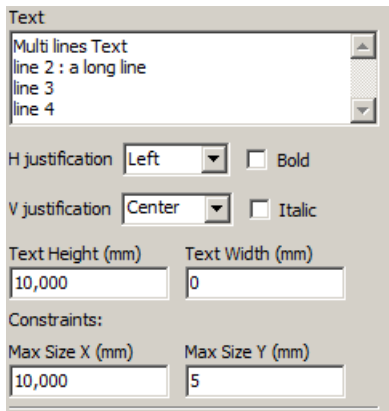 Text
Multi lines Text
line 2 : a long line
line 3
line 4
H justification Left Bold
V justification Center Italic
Text Height (mm) Text Width (mm)
10,000 0
Constraints:
Max Size X (mm) Max Size Y (mm)
10,000 5